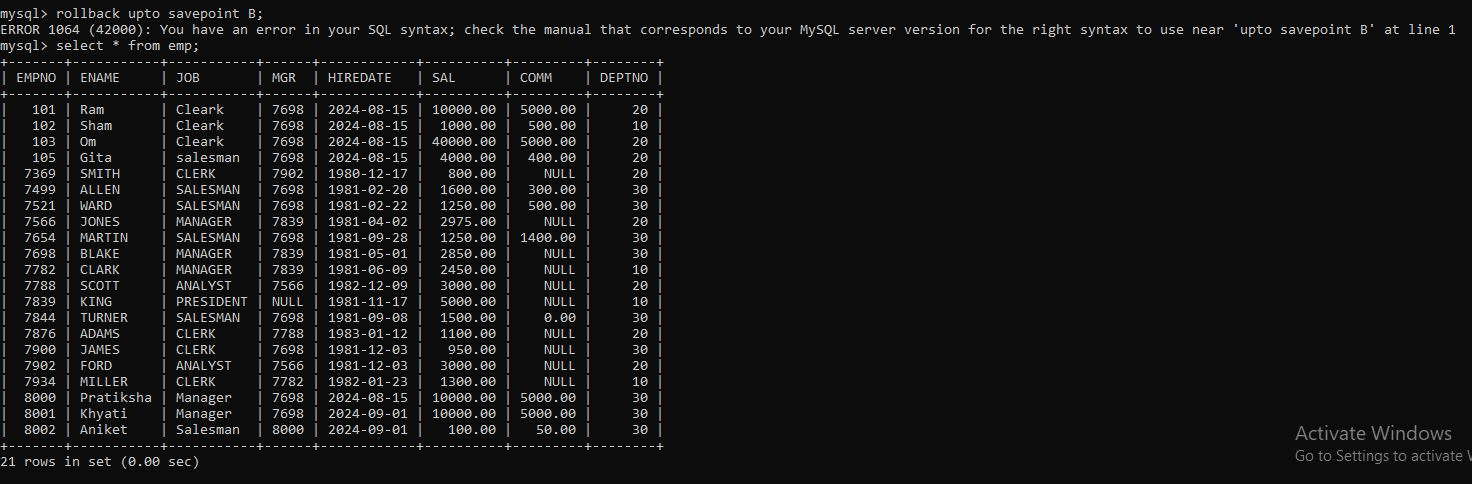 mysql> rollback upto savepoint B;
ERROR 1064 (42000): You have an error in your SQL syntax; check the manual that corresponds to your MySQL server version for the right syntax to use near 'upto savepoint B' at line 1
mysql> select * from emp;
+-------+-----------+-----------+------+------------+----------+---------+--------+
| EMPNO | ENAME     | JOB       | MGR  | HIREDATE   | SAL      | COMM    | DEPTNO |
+-------+-----------+-----------+------+------------+----------+---------+--------+
|   101 | Ram       | Cleark    | 7698 | 2024-08-15 | 10000.00 | 5000.00 |     20 |
|   102 | Sham      | Cleark    | 7698 | 2024-08-15 |  1000.00 |  500.00 |     10 |
|   103 | Om        | Cleark    | 7698 | 2024-08-15 | 40000.00 | 5000.00 |     20 |
|   105 | Gita      | salesman  | 7698 | 2024-08-15 |  4000.00 |  400.00 |     20 |
|  7369 | SMITH     | CLERK     | 7902 | 1980-12-17 |   800.00 |    NULL |     20 |
|  7499 | ALLEN     | SALESMAN  | 7698 | 1981-02-20 |  1600.00 |  300.00 |     30 |
|  7521 | WARD      | SALESMAN  | 7698 | 1981-02-22 |  1250.00 |  500.00 |     30 |
|  7566 | JONES     | MANAGER   | 7839 | 1981-04-02 |  2975.00 |    NULL |     20 |
|  7654 | MARTIN    | SALESMAN  | 7698 | 1981-09-28 |  1250.00 | 1400.00 |     30 |
|  7698 | BLAKE     | MANAGER   | 7839 | 1981-05-01 |  2850.00 |    NULL |     30 |
|  7782 | CLARK     | MANAGER   | 7839 | 1981-06-09 |  2450.00 |    NULL |     10 |
|  7788 | SCOTT     | ANALYST   | 7566 | 1982-12-09 |  3000.00 |    NULL |     20 |
|  7839 | KING      | PRESIDENT | NULL | 1981-11-17 |  5000.00 |    NULL |     10 |
|  7844 | TURNER    | SALESMAN  | 7698 | 1981-09-08 |  1500.00 |    0.00 |     30 |
|  7876 | ADAMS     | CLERK     | 7788 | 1983-01-12 |  1100.00 |    NULL |     20 |
|  7900 | JAMES     | CLERK     | 7698 | 1981-12-03 |   950.00 |    NULL |     30 |
|  7902 | FORD      | ANALYST   | 7566 | 1981-12-03 |  3000.00 |    NULL |     20 |
|  7934 | MILLER    | CLERK     | 7782 | 1982-01-23 |  1300.00 |    NULL |     10 |
|  8000 | Pratiksha | Manager   | 7698 | 2024-08-15 | 10000.00 | 5000.00 |     30 |
|  8001 | Khyati    | Manager   | 7698 | 2024-09-01 | 10000.00 | 5000.00 |     30 |
|  8002 | Aniket    | Salesman  | 8000 | 2024-09-01 |   100.00 |   50.00 |     30 |
+-------+-----------+-----------+------+------------+----------+---------+--------+
21 rows in set (0.00 sec)
Activate Windows
Go to Settings to activate